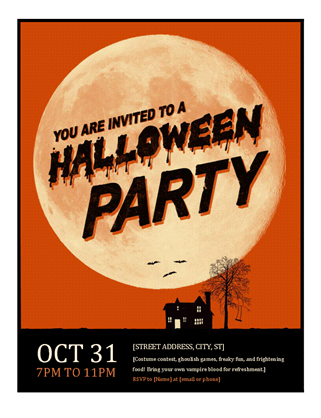 YOU ARE INVITED TO A
HALLOWEEN
PARTY
OCT 31
7PM TO 11PM
[STREET ADDRESS, CITY, ST]
[Costume contest, ghoulish games, freaky fun, and frightening
food! Bring your own vampire blood for refreshment.]
RSVP to [Name] at [email or phone]